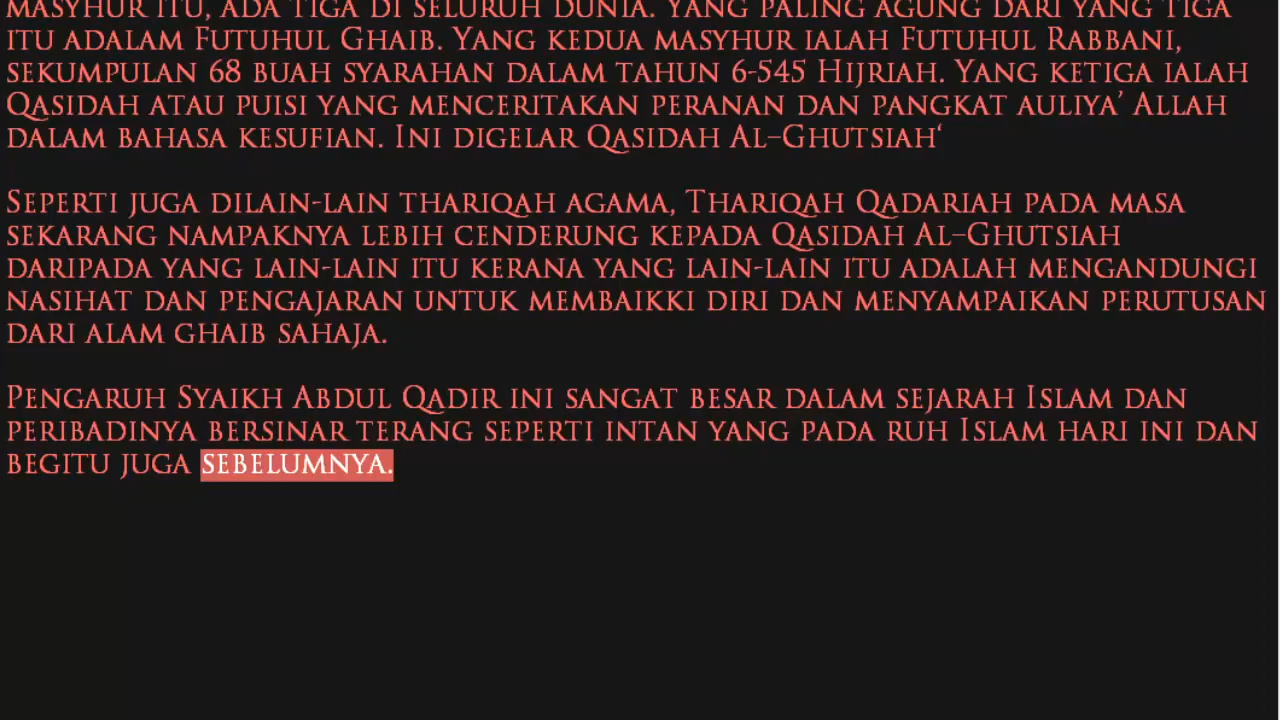 masyhur itu, ada tiga di seluruh dunia. Yang paling agung dari yang tiga
itu adalam Futuhul Ghaib. Yang kedua masyhur ialah Futuhul Rabbani,
sekumpulan 68 buah syarahan dalam tahun 6-545 Hijriah. Yang ketiga ialah
Qasidah atau puisi yang menceritakan peranan dan pangkat auliya’ Allah
dalam bahasa kesufian. Ini digelar Qasidah Al–Ghutsiah‘
Seperti juga dilain-lain thariqah agama, Thariqah Qadariah pada masa
sekarang nampaknya lebih cenderung kepada Qasidah Al–Ghutsiah
daripada yang lain-lain itu kerana yang lain-lain itu adalah mengandungi
nasihat dan pengajaran untuk membaikki diri dan menyampaikan perutusan
dari alam ghaib sahaja.
Pengaruh Syaikh Abdul Qadir ini sangat besar dalam sejarah Islam dan
peribadinya bersinar terang seperti intan yang pada ruh Islam hari ini dan
begitu juga sebelumnya.